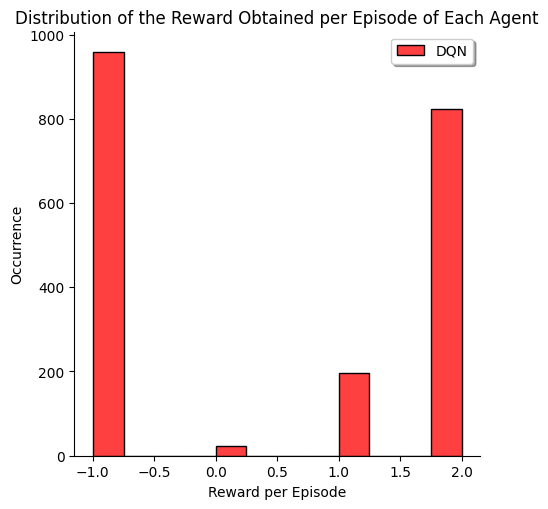 Distribution of the Reward Obtained per Episode of Each Agent
DQN
1000
800
600
400
200
0
Occurrence
−1.0 −0.5 0.0 0.5 1.0 1.5 2.0
Reward per Episode